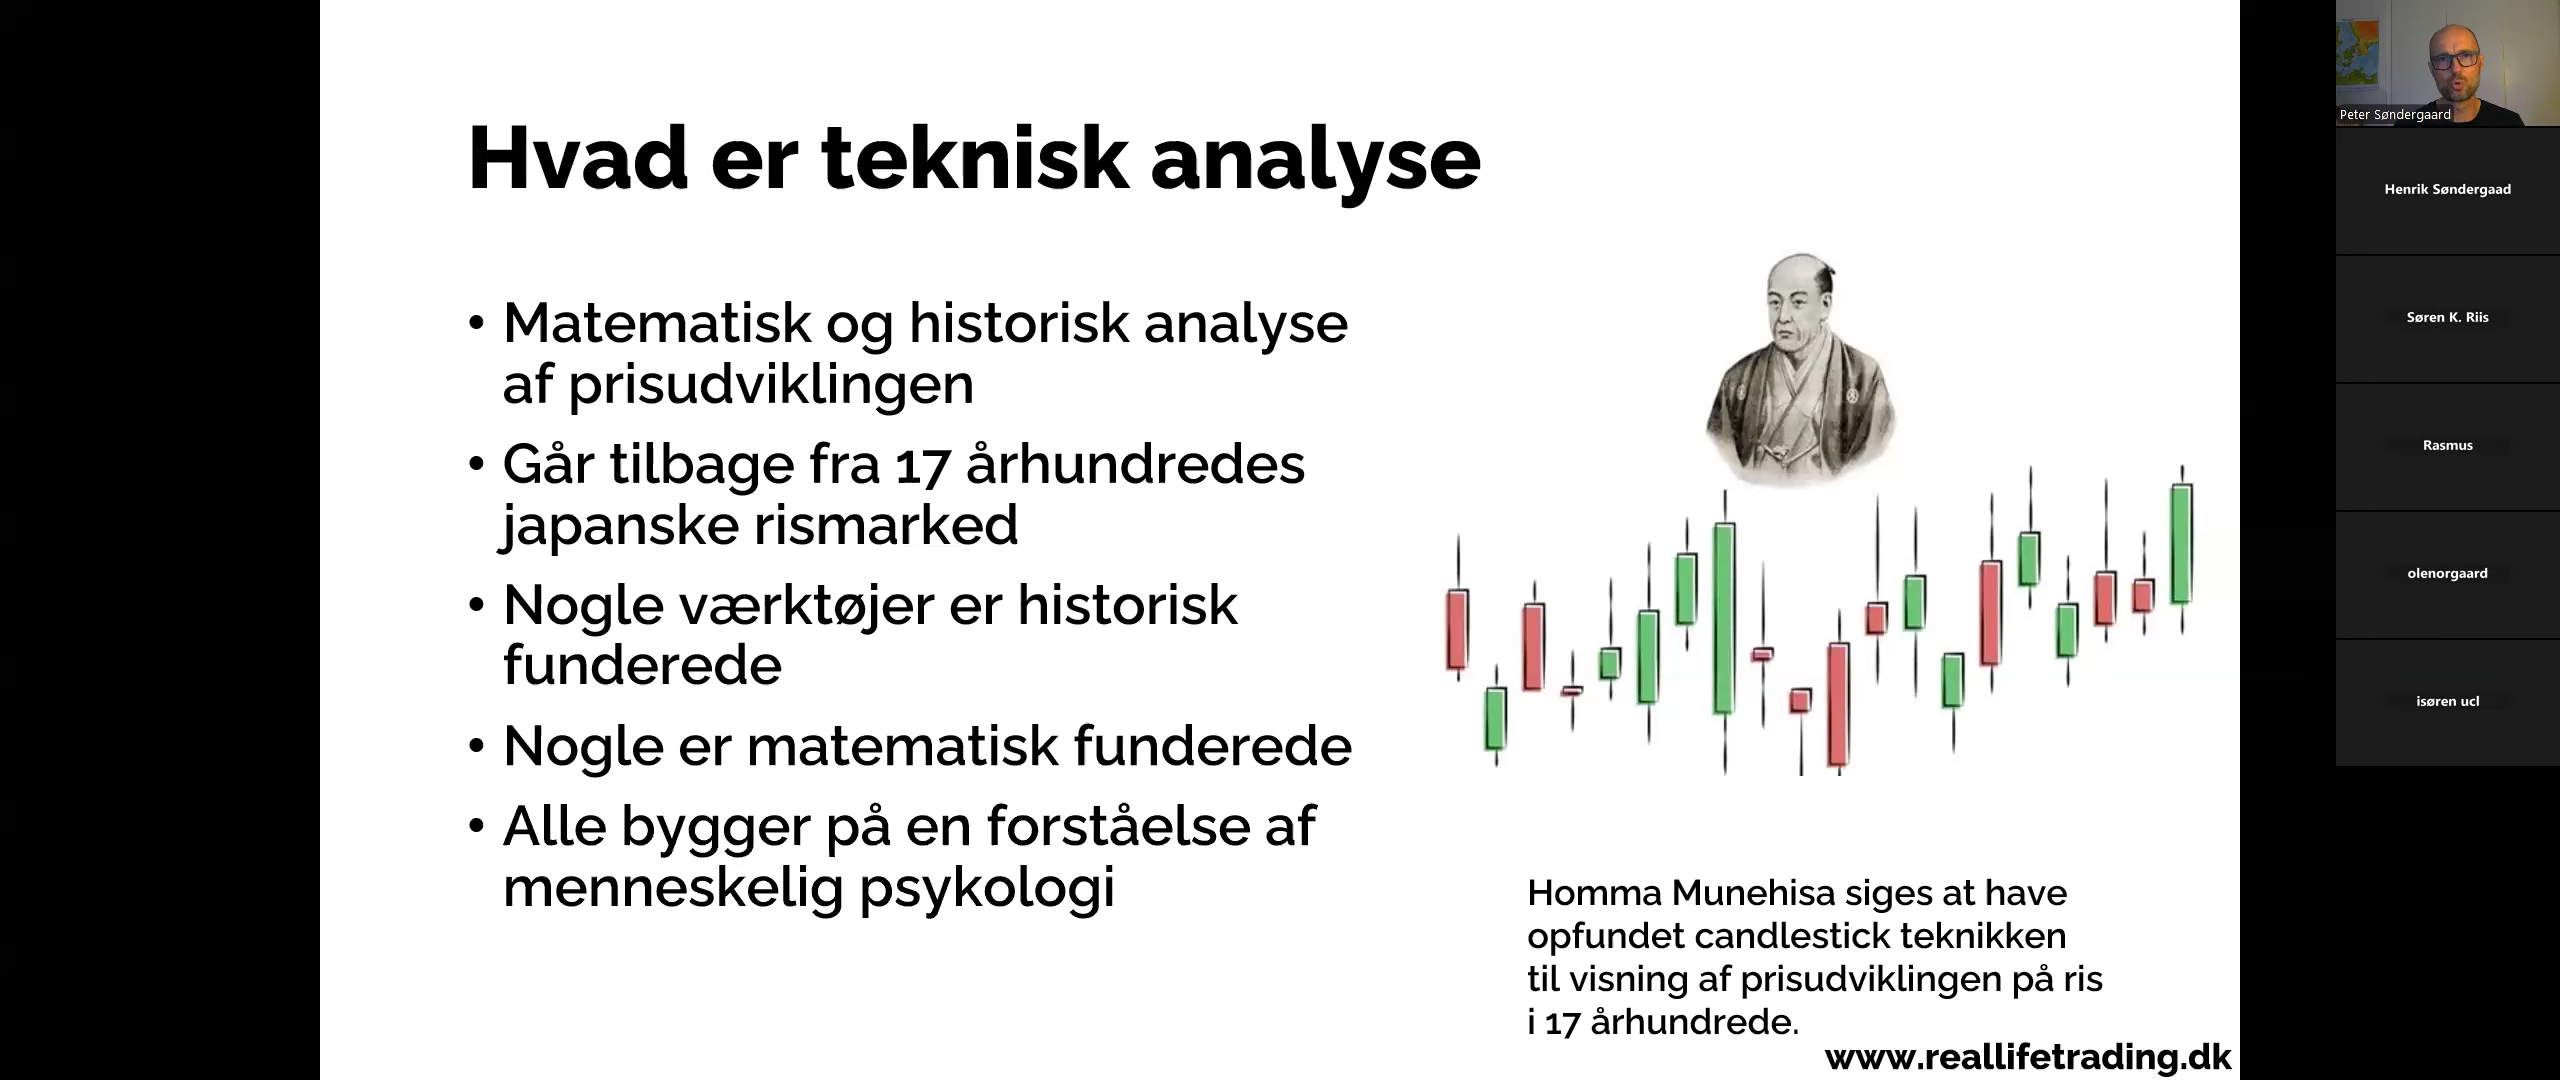 Hvad er teknisk analyse
• Matematisk og historisk analyse
af prisudviklingen
• Går tilbage fra 17 århundredes
japanske rismarked
• Nogle værktøjer er historisk
funderede
• Nogle er matematisk funderede
• Alle bygger på en forståelse af
menneskelig psykologi
Homma Munehisa siges at have
opfundet candlestick teknikken
til visning af prisudviklingen på ris
i 17 århundrede.
www.reallifetrading.dk
Peter Søndergaard
Henrik Søndergaad
Søren K. Riis
Rasmus
olenorgaard
isøren ucl